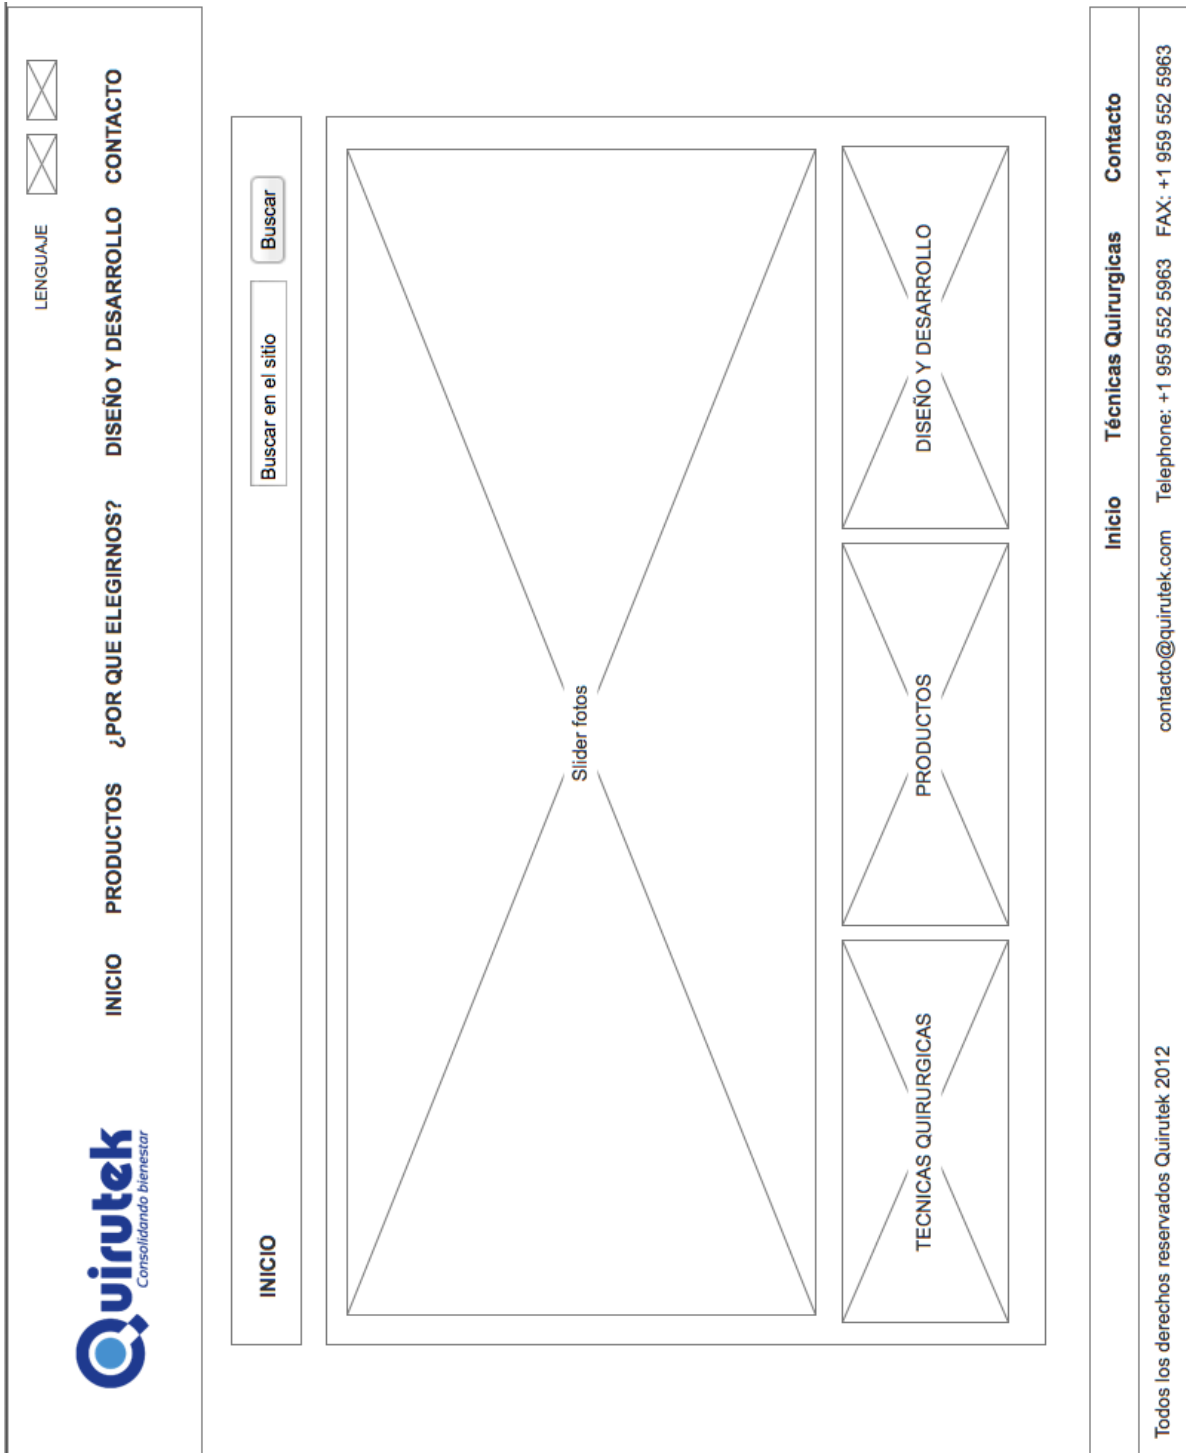 LENGUAJE
Quirutek
Consolidando bienestar
INICIO PRODUCTOS ¿POR QUE ELEGIRNOS? DISEÑO Y DESARROLLO CONTACTO
INICIO Buscar en el sitio Buscar
Slider fotos
TECNICAS QUIRURGICAS PRODUCTOS DISEÑO Y DESARROLLO
Inicio Técnicas Quirurgicas Contacto
Todos los derechos reservados Quirutek 2012 contacto@quirutek.com Telephone: +1 959 552 5963 FAX: +1 959 552 5963